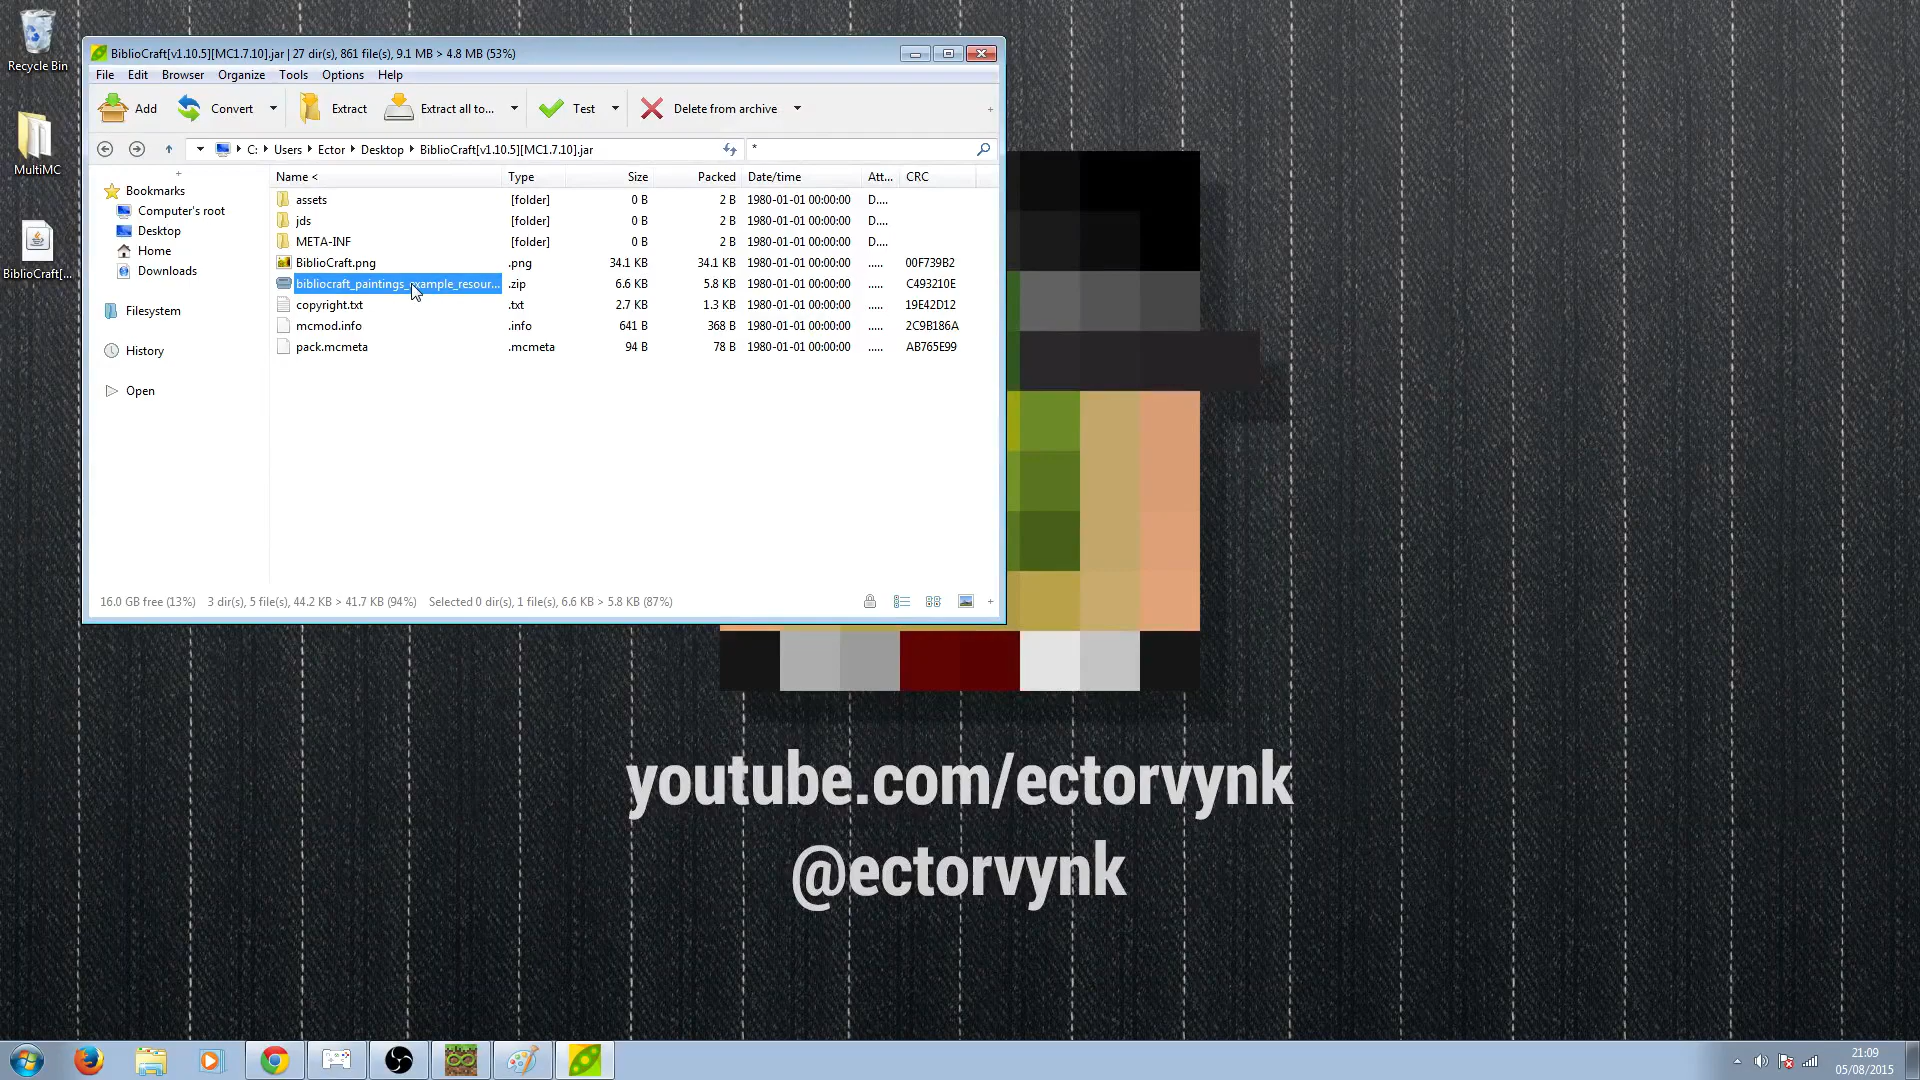 Recycle Bin
MultiMC
BiblioCraft[...
BiblioCraft[v1.10.5][MC1.7.10].jar | 27 dir(s), 861 file(s), 9.1 MB > 4.8 MB (53%)
File Edit Browser Organize Tools Options Help
Add Convert Extract Extract all to... Test Delete from archive
C: Users Ector Desktop BiblioCraft[v1.10.5][MC1.7.10].jar *
Bookmarks
Computer's root
Desktop
Home
Downloads
Filesystem
History
Open
Name < Type Size Packed Date/time Att... CRC
assets [folder] 0 B 2 B 1980-01-01 00:00:00 D....
jds [folder] 0 B 2 B 1980-01-01 00:00:00 D....
META-INF [folder] 0 B 2 B 1980-01-01 00:00:00 D....
BiblioCraft.png .png 34.1 KB 34.1 KB 1980-01-01 00:00:00 ..... 00F739B2
bibliocraft_paintings_example_resour... .zip 6.6 KB 5.8 KB 1980-01-01 00:00:00 ..... C493210E
copyright.txt .txt 2.7 KB 1.3 KB 1980-01-01 00:00:00 ..... 19E42D12
mcmod.info .info 641 B 368 B 1980-01-01 00:00:00 ..... 2C9B186A
pack.mcmeta .mcmeta 94 B 78 B 1980-01-01 00:00:00 ..... AB765E99
16.0 GB free (13%) 3 dir(s), 5 file(s), 44.2 KB > 41.7 KB (94%) Selected 0 dir(s), 1 file(s), 6.6 KB > 5.8 KB (87%)
youtube.com/ectorvynk
@ectorvynk
21:09
05/08/2015